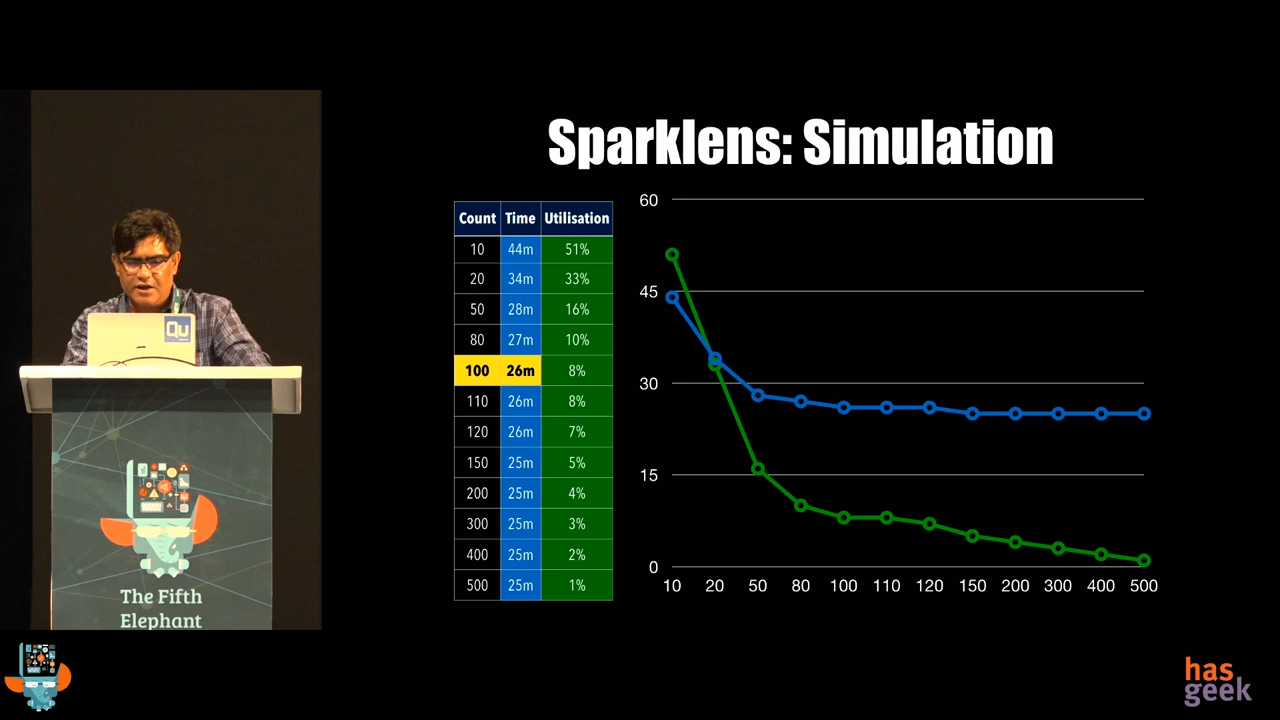 Sparklens: Simulation
Count Time Utilisation
10 44m 51%
20 34m 33%
50 28m 16%
80 27m 10%
100 26m 8%
110 26m 8%
120 26m 7%
150 25m 5%
200 25m 4%
300 25m 3%
400 25m 2%
500 25m 1%
60
45
30
15
0
10 20 50 80 100 110 120 150 200 300 400 500
Qu
The Fifth
Elephant
has
geek